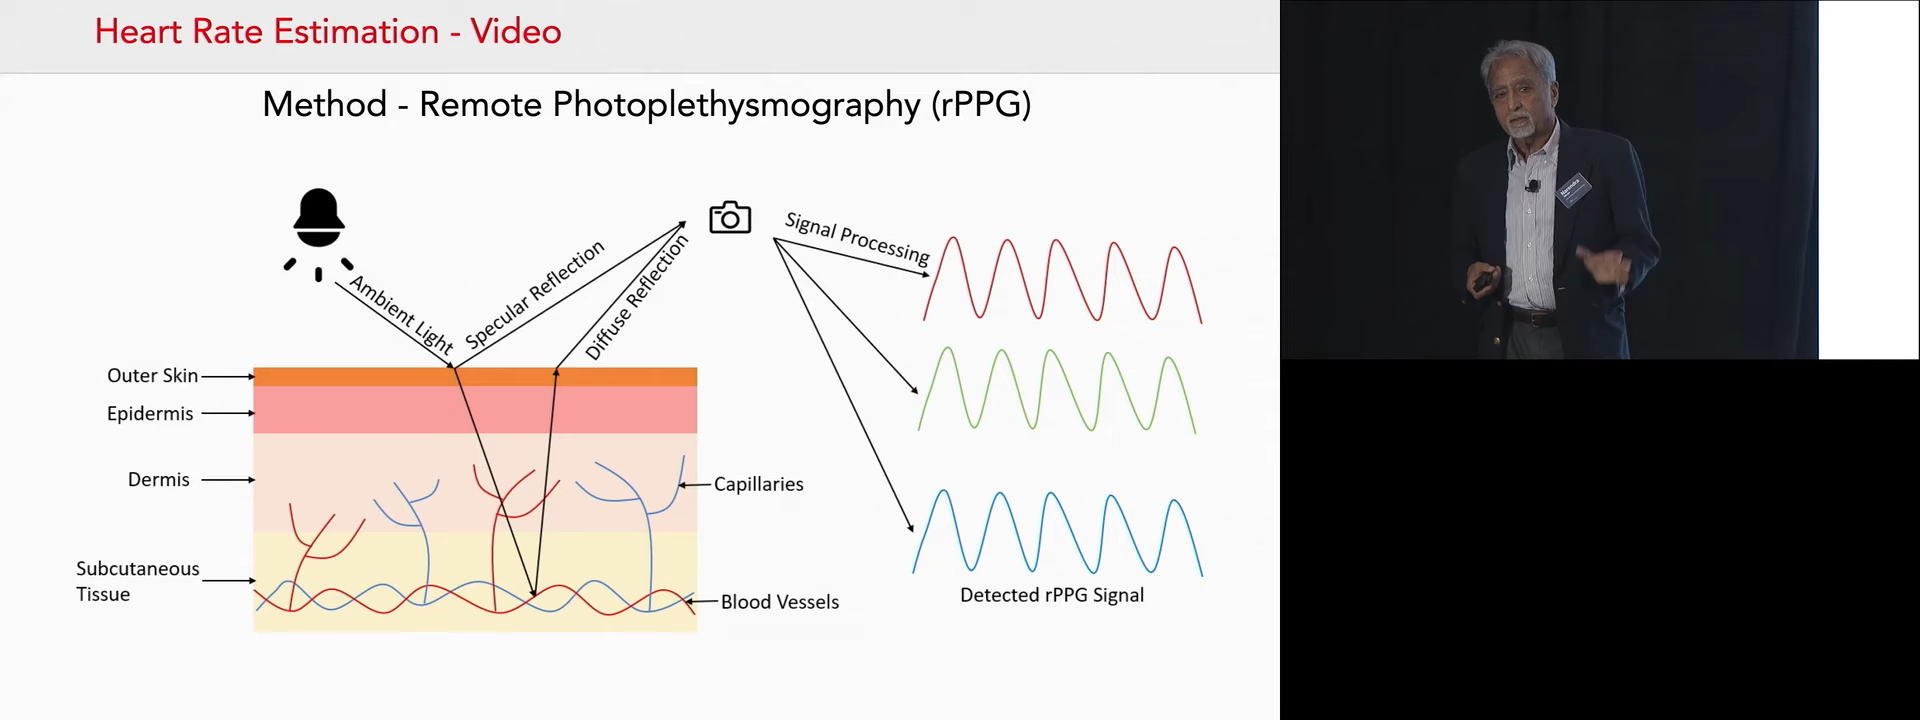 Heart Rate Estimation - Video
Method - Remote Photoplethysmography (rPPG)
Ambient Light
Specular Reflection
Diffuse Reflection
Signal Processing
Outer Skin
Epidermis
Dermis
Capillaries
Subcutaneous
Tissue
Blood Vessels
Detected rPPG Signal
Narendra